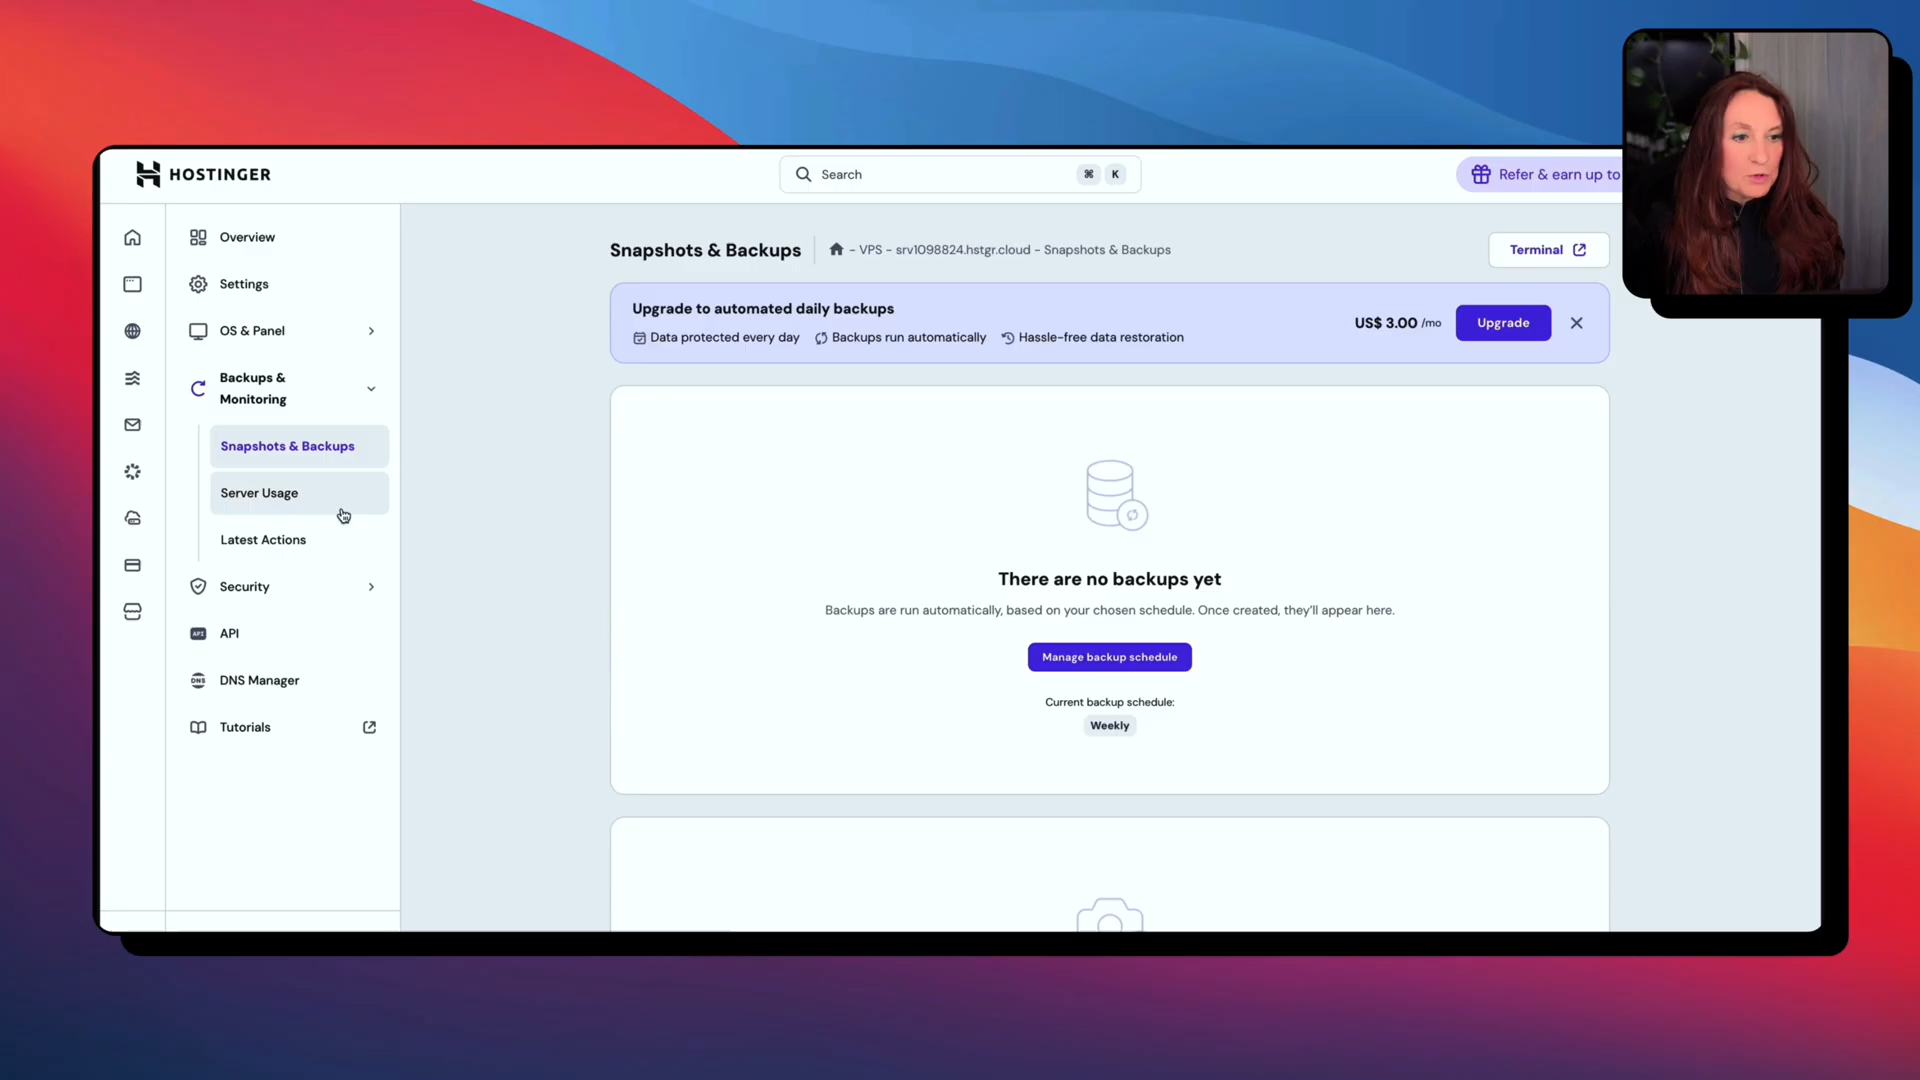 HOSTINGER
Search
⌘ K
Refer & earn up to
Overview
Settings
OS & Panel
Backups &
Monitoring
Snapshots & Backups
Server Usage
Latest Actions
Security
API
API
DNS
DNS Manager
Tutorials
Snapshots & Backups
- VPS - srv1098824.hstgr.cloud - Snapshots & Backups
Terminal
Upgrade to automated daily backups
Data protected every day
Backups run automatically
Hassle-free data restoration
US$ 3.00 /mo
Upgrade
There are no backups yet
Backups are run automatically, based on your chosen schedule. Once created, they'll appear here.
Manage backup schedule
Current backup schedule:
Weekly